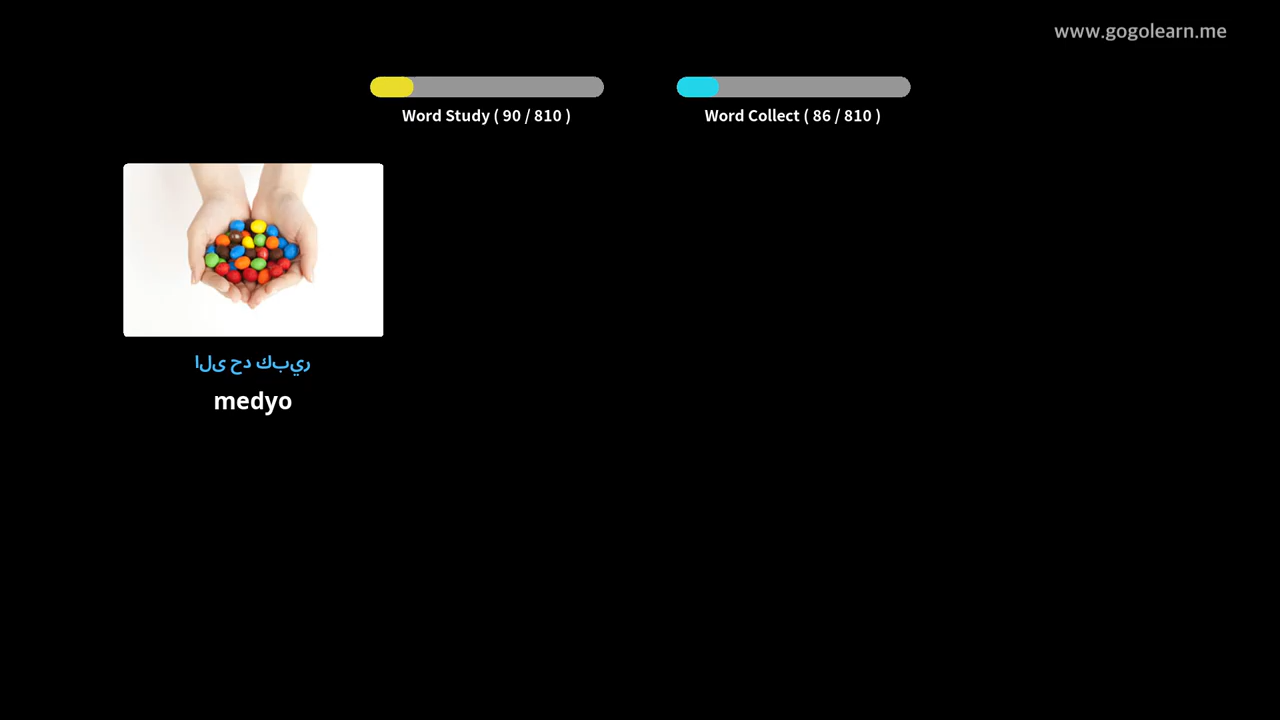 www.gogolearn.me
Word Study ( 90 / 810 )
Word Collect ( 86 / 810 )
الى حد كبير
medyo